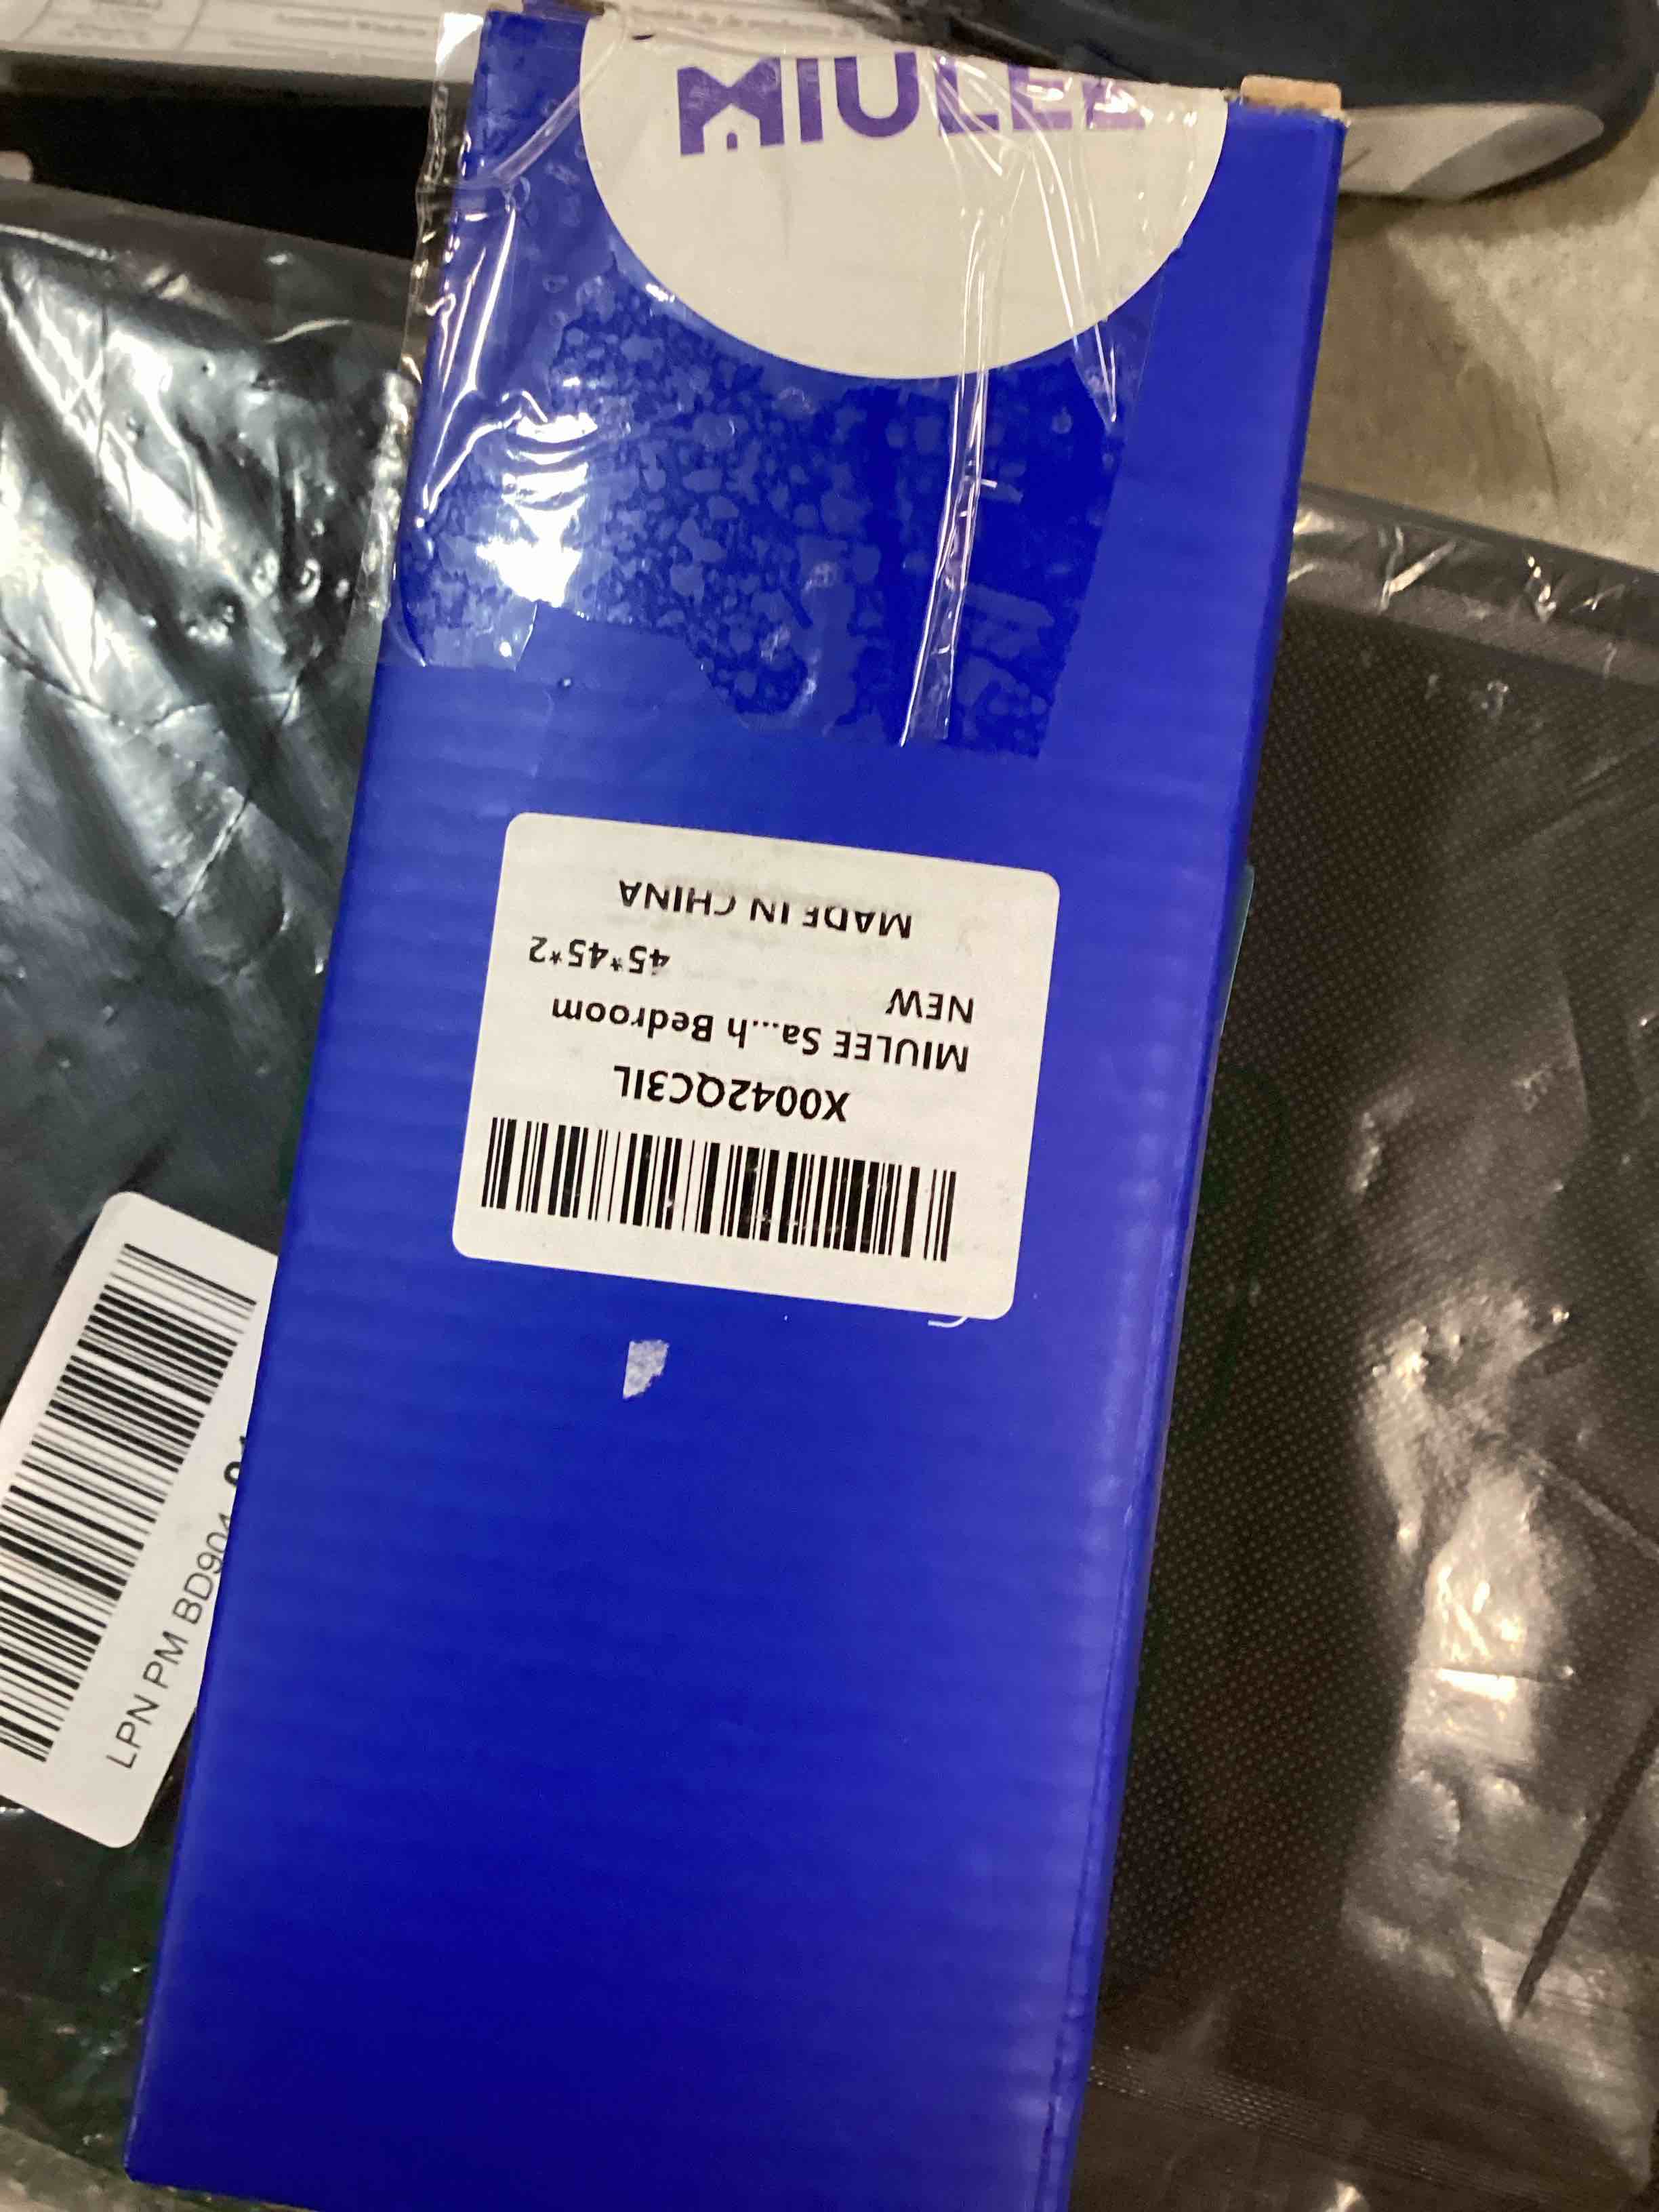 MIULEE
X0042QC3IL
MIULEE Sa...h Bedroom
NEW
45*45*2
MADE IN CHINA
LPN PM BD904